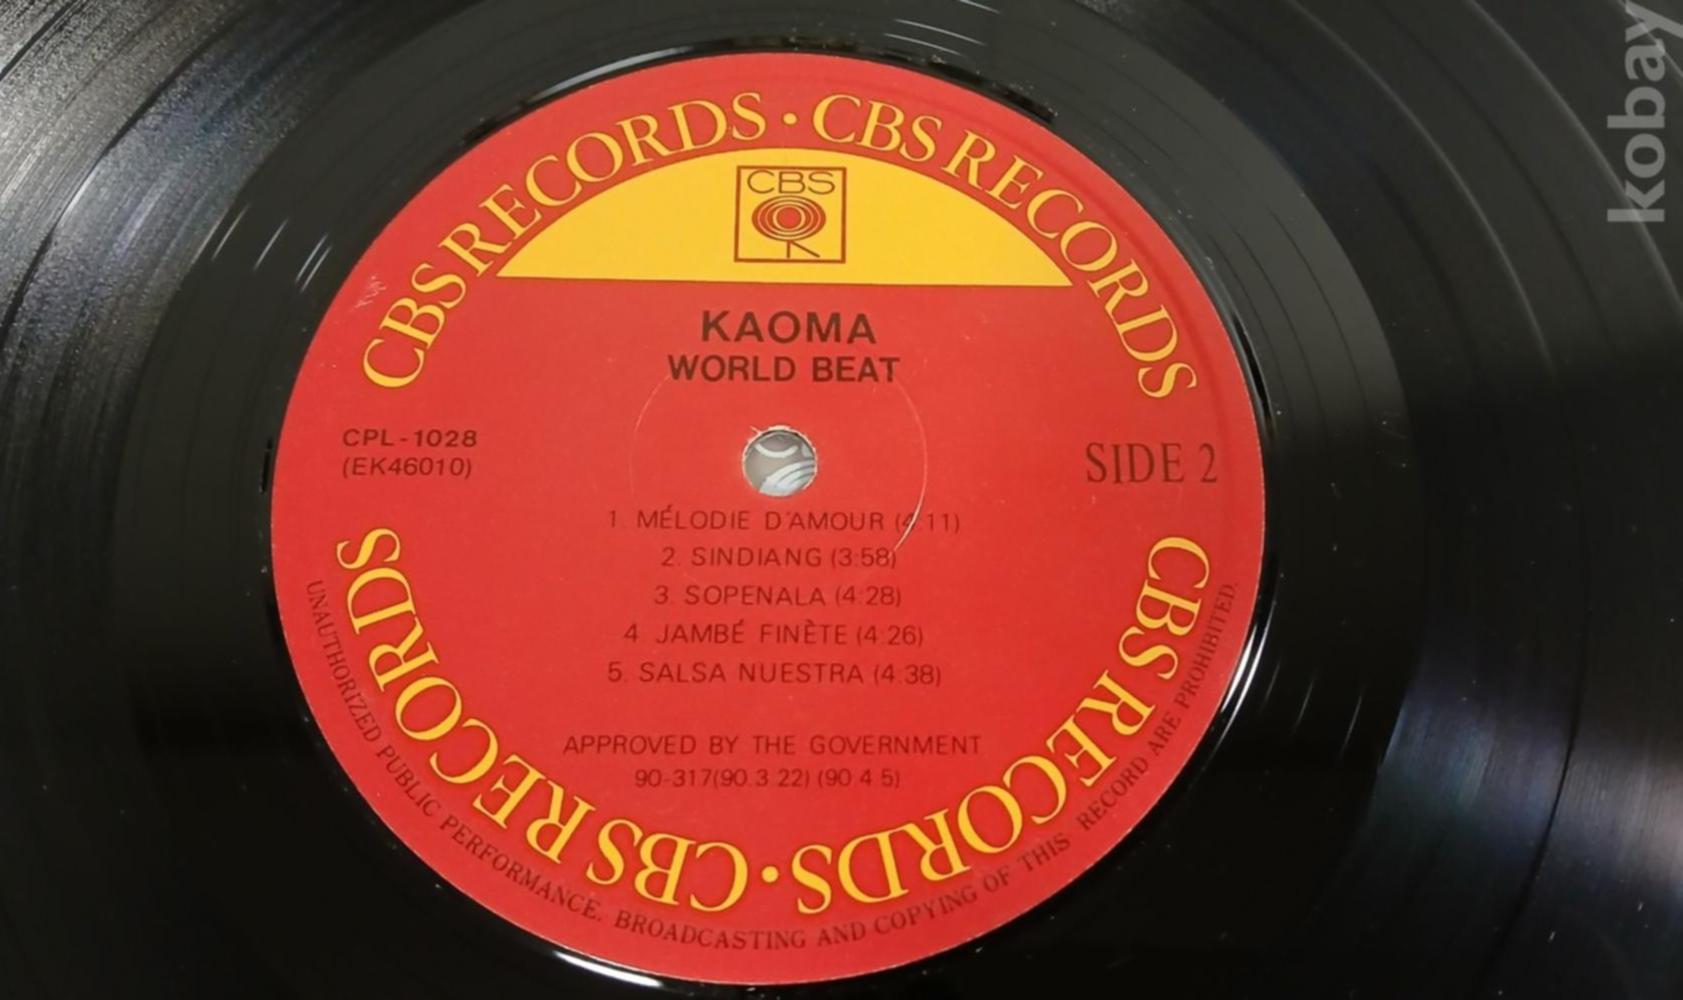 CBS RECORDS · CBS RECORDS
CBS
KAOMA
WORLD BEAT
CPL-1028
(EK46010)
SIDE 2
1. MÉLODIE D'AMOUR (4:11)
2. SINDIANG (3:58)
3. SOPENALA (4:28)
4. JAMBÉ FINÈTE (4:26)
5. SALSA NUESTRA (4:38)
APPROVED BY THE GOVERNMENT
90-317(90.3.22) (90.4.5)
CBS RECORDS · CBS RECORDS
UNAUTHORIZED PUBLIC PERFORMANCE. BROADCASTING AND COPYING OF THIS RECORD ARE PROHIBITED.
kobay